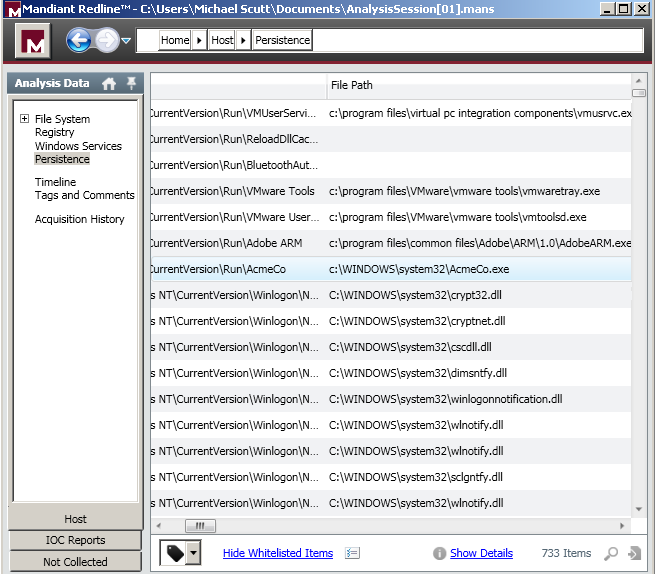 Mandiant Redline™ - C:\Users\Michael Scutt\Documents\AnalysisSession[01].mans
Home Host Persistence
Analysis Data
File System
Registry
Windows Services
Persistence
Timeline
Tags and Comments
Acquisition History
Host
IOC Reports
Not Collected
File Path
CurrentVersion\Run\VMUserServi... c:\program files\virtual pc integration components\vmusrvc.ex
CurrentVersion\Run\ReloadDllCac...
CurrentVersion\Run\BluetoothAut...
CurrentVersion\Run\VMware Tools c:\program files\VMware\vmware tools\vmwaretray.exe
CurrentVersion\Run\VMware User... c:\program files\VMware\vmware tools\vmtoolsd.exe
CurrentVersion\Run\Adobe ARM c:\program files\common files\Adobe\ARM\1.0\AdobeARM.exe
CurrentVersion\Run\AcmeCo c:\WINDOWS\system32\AcmeCo.exe
s NT\CurrentVersion\Winlogon\N... C:\WINDOWS\system32\crypt32.dll
s NT\CurrentVersion\Winlogon\N... C:\WINDOWS\system32\cryptnet.dll
s NT\CurrentVersion\Winlogon\N... C:\WINDOWS\system32\cscdll.dll
s NT\CurrentVersion\Winlogon\N... C:\WINDOWS\system32\dimsntfy.dll
s NT\CurrentVersion\Winlogon\N... C:\WINDOWS\system32\winlogonnotification.dll
s NT\CurrentVersion\Winlogon\N... C:\WINDOWS\system32\wlnotify.dll
s NT\CurrentVersion\Winlogon\N... C:\WINDOWS\system32\wlnotify.dll
s NT\CurrentVersion\Winlogon\N... C:\WINDOWS\system32\sclgntfy.dll
s NT\CurrentVersion\Winlogon\N... C:\WINDOWS\system32\wlnotify.dll
Hide Whitelisted Items Show Details 733 Items